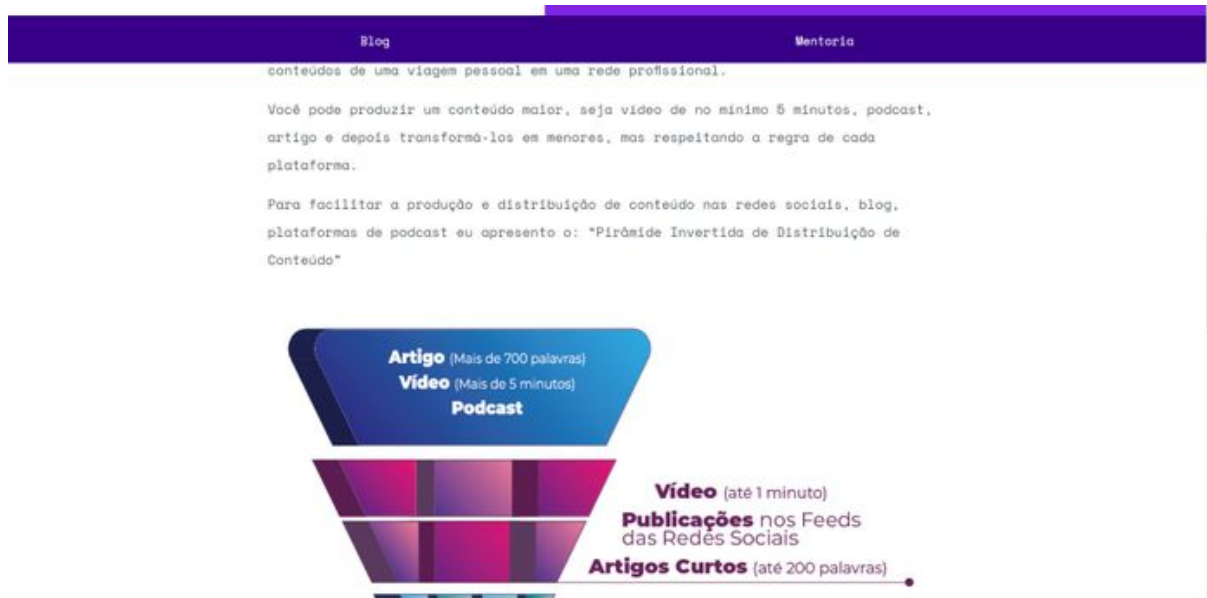 Blog
Mentoria
conteúdos de uma viagem pessoal em uma rede profissional.
Você pode produzir um conteúdo maior, seja vídeo de no mínimo 5 minutos, podcast,
artigo e depois transformá-los em menores, mas respeitando a regra de cada
plataforma.
Para facilitar a produção e distribuição de conteúdo nas redes sociais, blog,
plataformas de podcast eu apresento o: "Pirâmide Invertida de Distribuição de
Conteúdo"
Artigo (Mais de 700 palavras)
Vídeo (Mais de 5 minutos)
Podcast
Vídeo (até 1 minuto)
Publicações nos Feeds
das Redes Sociais
Artigos Curtos (até 200 palavras)